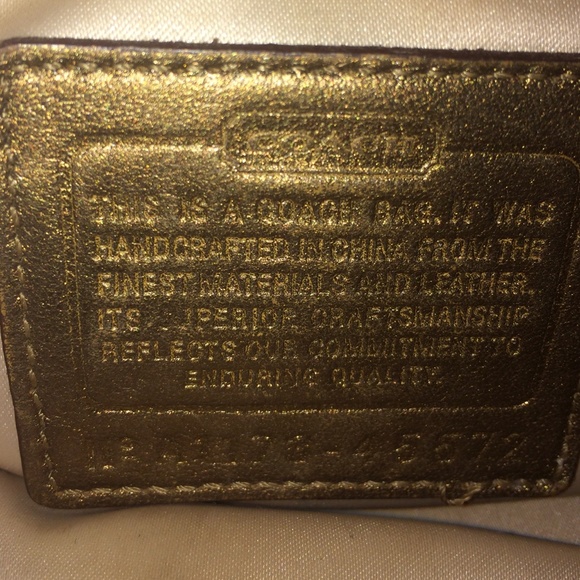 COACH
THIS IS A COACH BAG. IT WAS
HANDCRAFTED IN CHINA FROM THE
FINEST MATERIALS AND LEATHER.
ITS SUPERIOR CRAFTSMANSHIP
REFLECTS OUR COMMITMENT TO
ENDURING QUALITY.